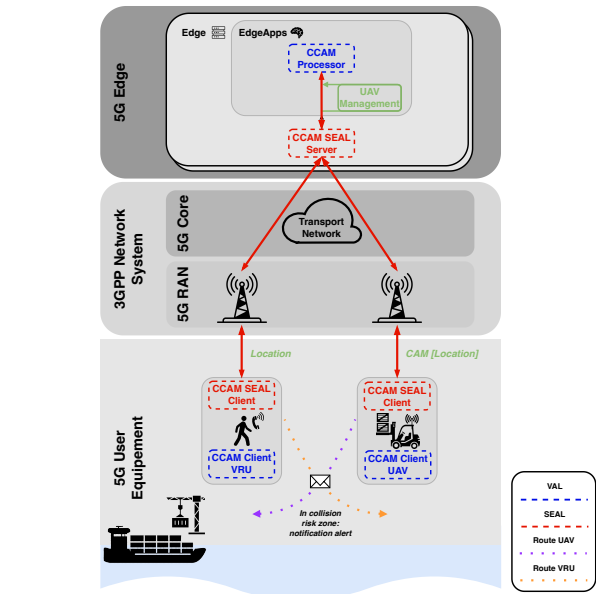 5G Edge
Edge
EdgeApps
CCAM
Processor
UAV
Management
CCAM SEAL
Server
3GPP Network
System
5G Core
Transport
Network
5G RAN
Location
CAM [Location]
5G User
Equipement
CCAM SEAL
Client
CCAM Client
VRU
CCAM SEAL
Client
CCAM Client
UAV
In collision
risk zone:
notification alert
VAL
SEAL
Route UAV
Route VRU